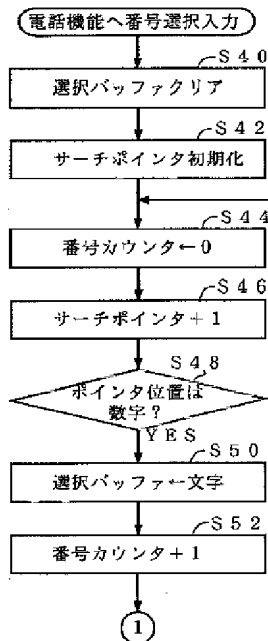 電話機能へ番号選択入力
S40
選択バッファクリア
S42
サーチポインタ初期化
S44
番号カウンタ←0
S46
サーチポインタ+1
S48
ポインタ位置は
数字?
YES
S50
選択バッファ←文字
S52
番号カウンタ+1
1